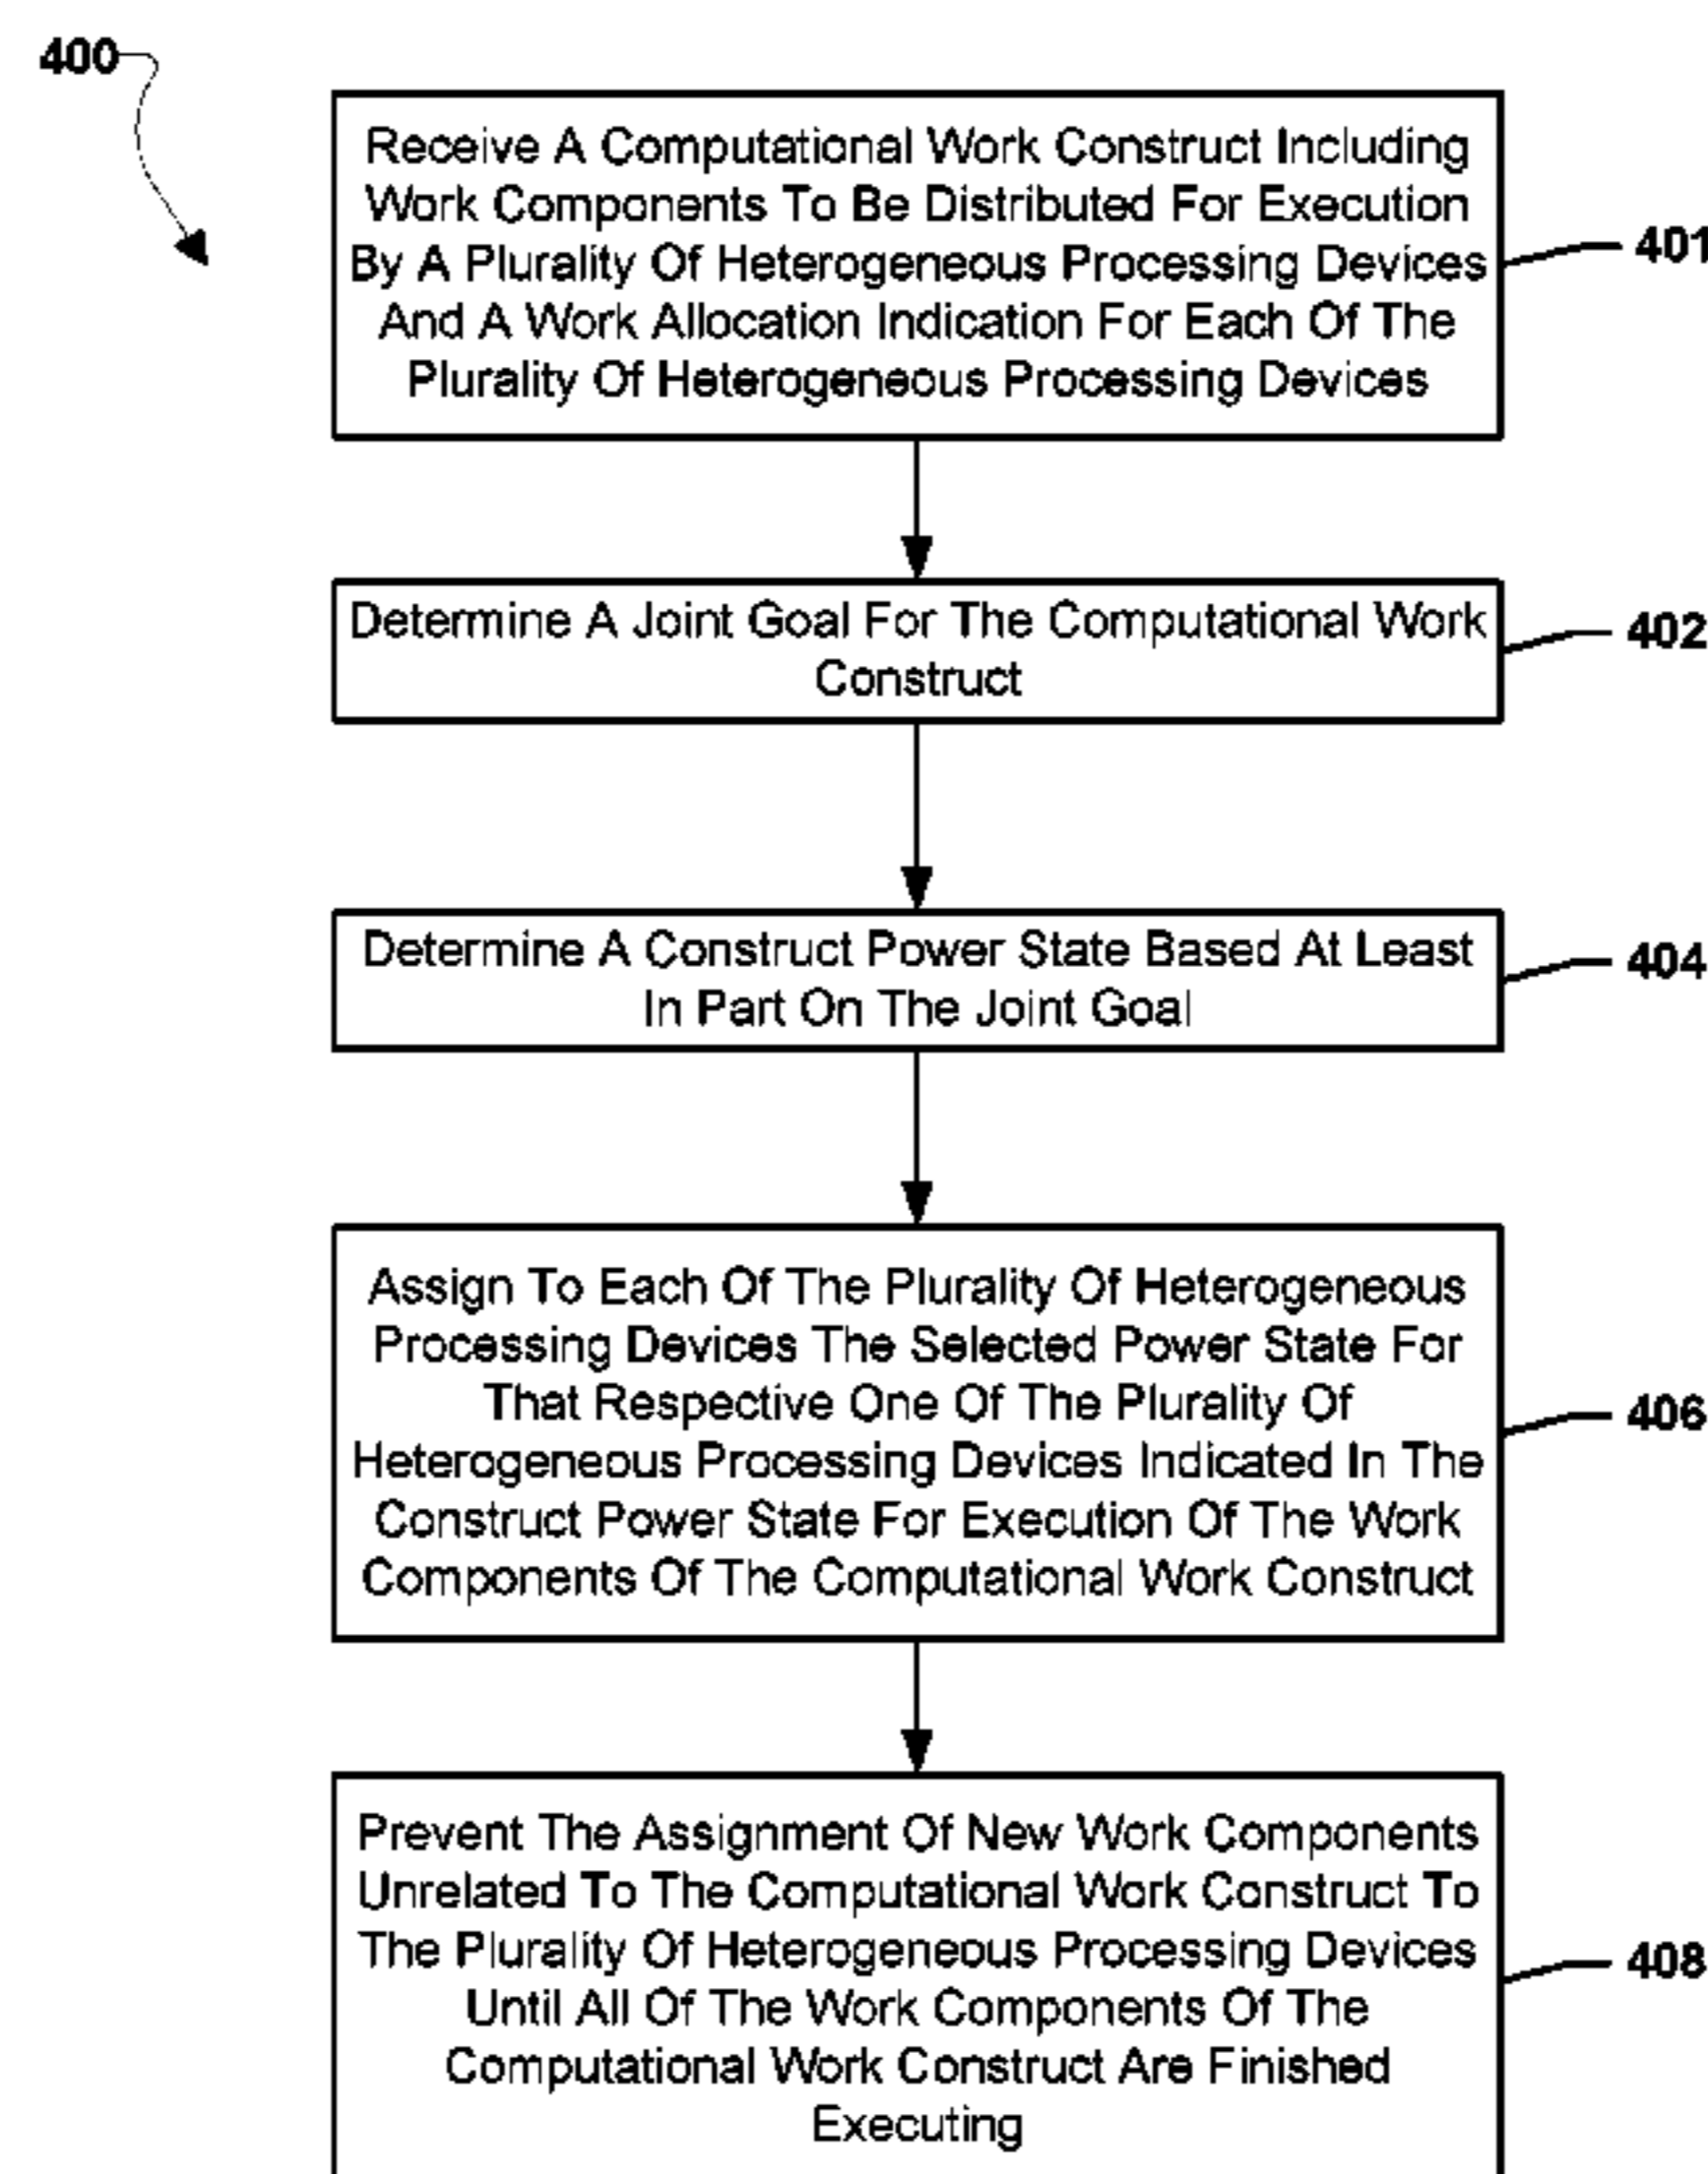 400
Receive A Computational Work Construct Including
Work Components To Be Distributed For Execution
By A Plurality Of Heterogeneous Processing Devices
And A Work Allocation Indication For Each Of The
Plurality Of Heterogeneous Processing Devices
401
Determine A Joint Goal For The Computational Work
Construct
402
Determine A Construct Power State Based At Least
In Part On The Joint Goal
404
Assign To Each Of The Plurality Of Heterogeneous
Processing Devices The Selected Power State For
That Respective One Of The Plurality Of
Heterogeneous Processing Devices Indicated In The
Construct Power State For Execution Of The Work
Components Of The Computational Work Construct
406
Prevent The Assignment Of New Work Components
Unrelated To The Computational Work Construct To
The Plurality Of Heterogeneous Processing Devices
Until All Of The Work Components Of The
Computational Work Construct Are Finished
Executing
408